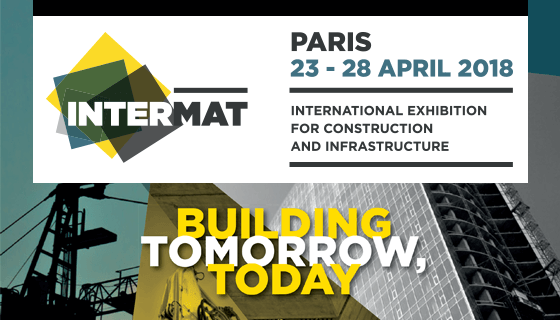 INTERMAT
PARIS
23 - 28 APRIL 2018
INTERNATIONAL EXHIBITION
FOR CONSTRUCTION
AND INFRASTRUCTURE
BUILDING
TOMORROW,
TODAY